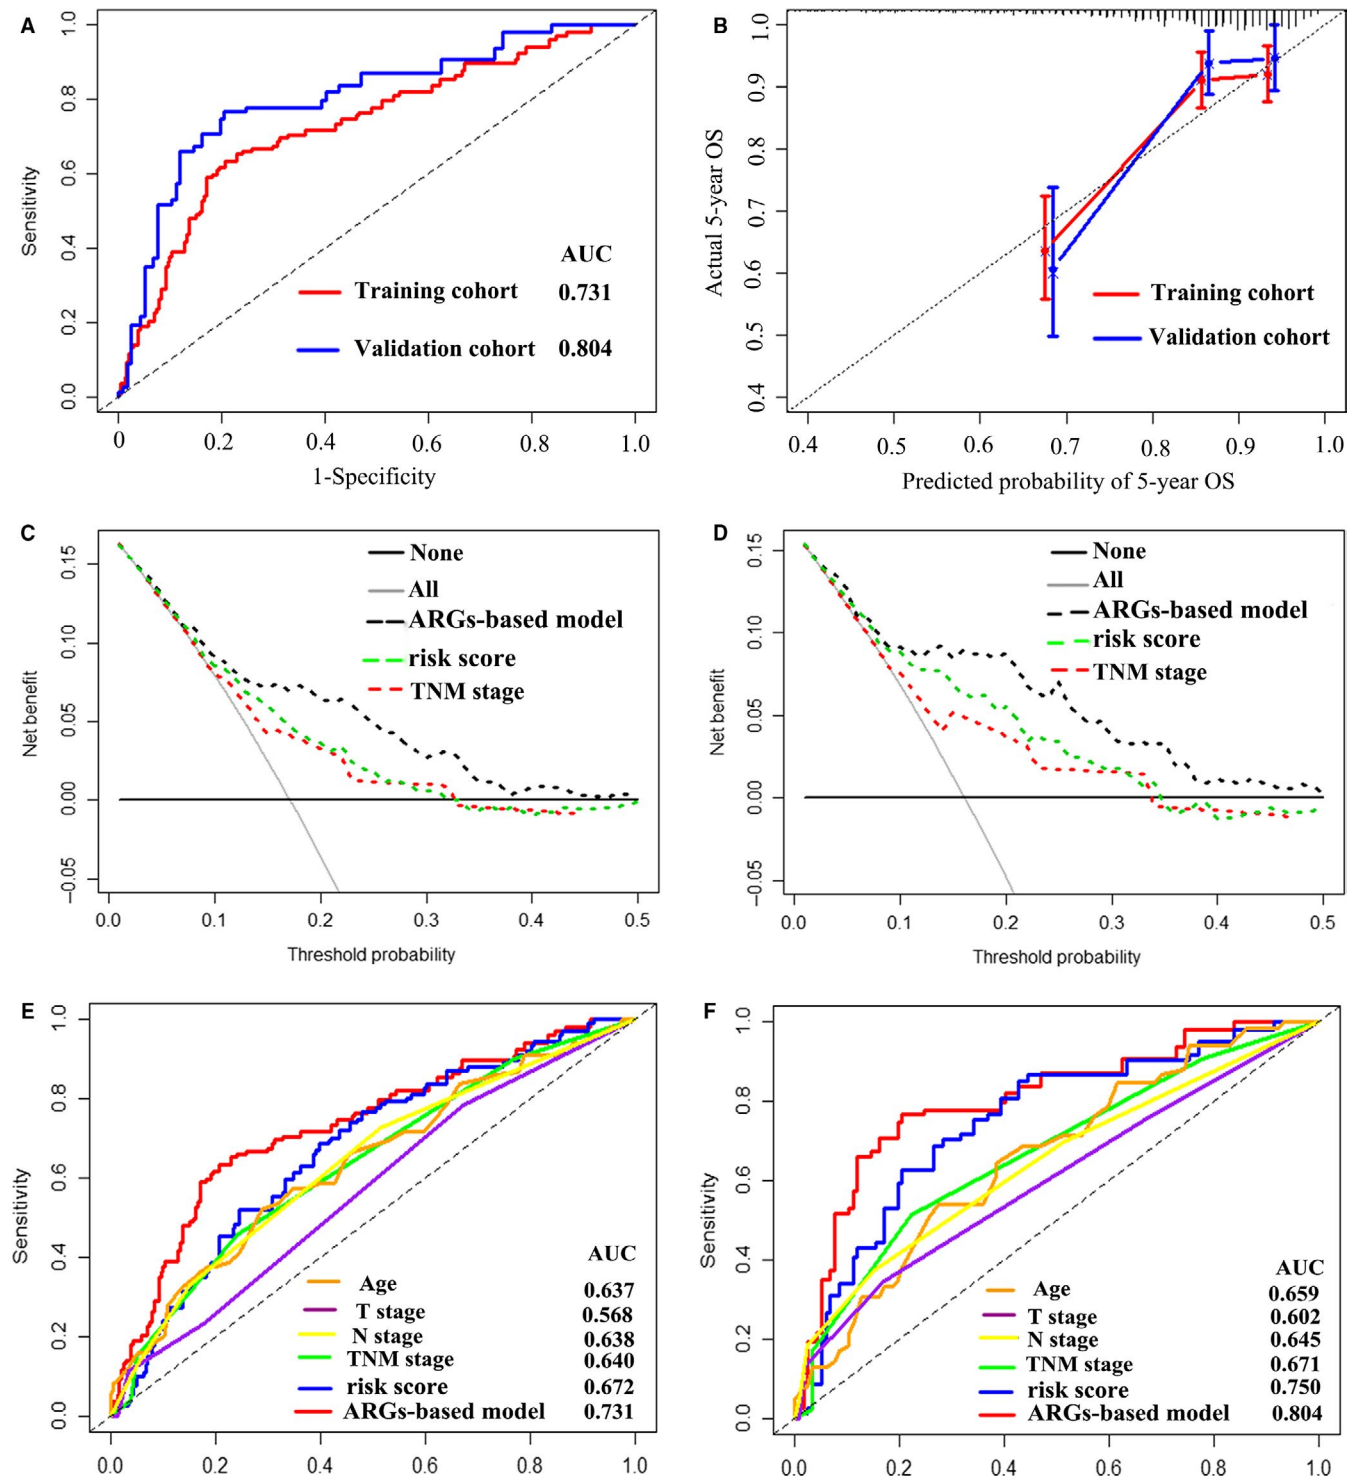 A
1.0
0.8
0.6
0.4
0.2
0.0
Sensitivity
AUC
Training cohort 0.731
Validation cohort 0.804
0 0.2 0.4 0.6 0.8 1.0
1-Specificity
B
1.0
0.9
0.8
0.7
0.6
0.5
0.4
Actual 5-year OS
Training cohort
Validation cohort
0.4 0.5 0.6 0.7 0.8 0.9 1.0
Predicted probability of 5-year OS
C
0.15
0.10
0.05
0.00
−0.05
Net benefit
None
All
ARGs-based model
risk score
TNM stage
0.0 0.1 0.2 0.3 0.4 0.5
Threshold probability
D
0.15
0.10
0.05
0.00
−0.05
Net benefit
None
All
ARGs-based model
risk score
TNM stage
0.0 0.1 0.2 0.3 0.4 0.5
Threshold probability
E
1.0
0.8
0.6
0.4
0.2
0.0
Sensitivity
AUC
Age 0.637
T stage 0.568
N stage 0.638
TNM stage 0.640
risk score 0.672
ARGs-based model 0.731
0.0 0.2 0.4 0.6 0.8 1.0
F
1.0
0.8
0.6
0.4
0.2
0.0
Sensitivity
AUC
Age 0.659
T stage 0.602
N stage 0.645
TNM stage 0.671
risk score 0.750
ARGs-based model 0.804
0.0 0.2 0.4 0.6 0.8 1.0